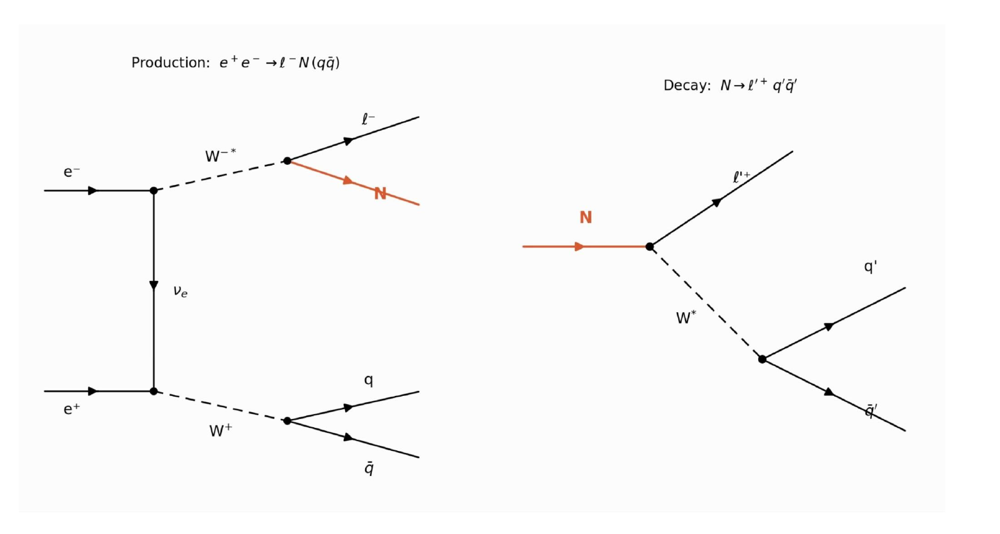 Production: e⁺e⁻ → ℓ⁻N(qq̄)
Decay: N → ℓ′⁺ q′q̄′
ℓ⁻
W⁻*
e⁻
N
νₑ
q
e⁺
W⁺
q̄
ℓ'⁺
N
q'
W*
q̄′